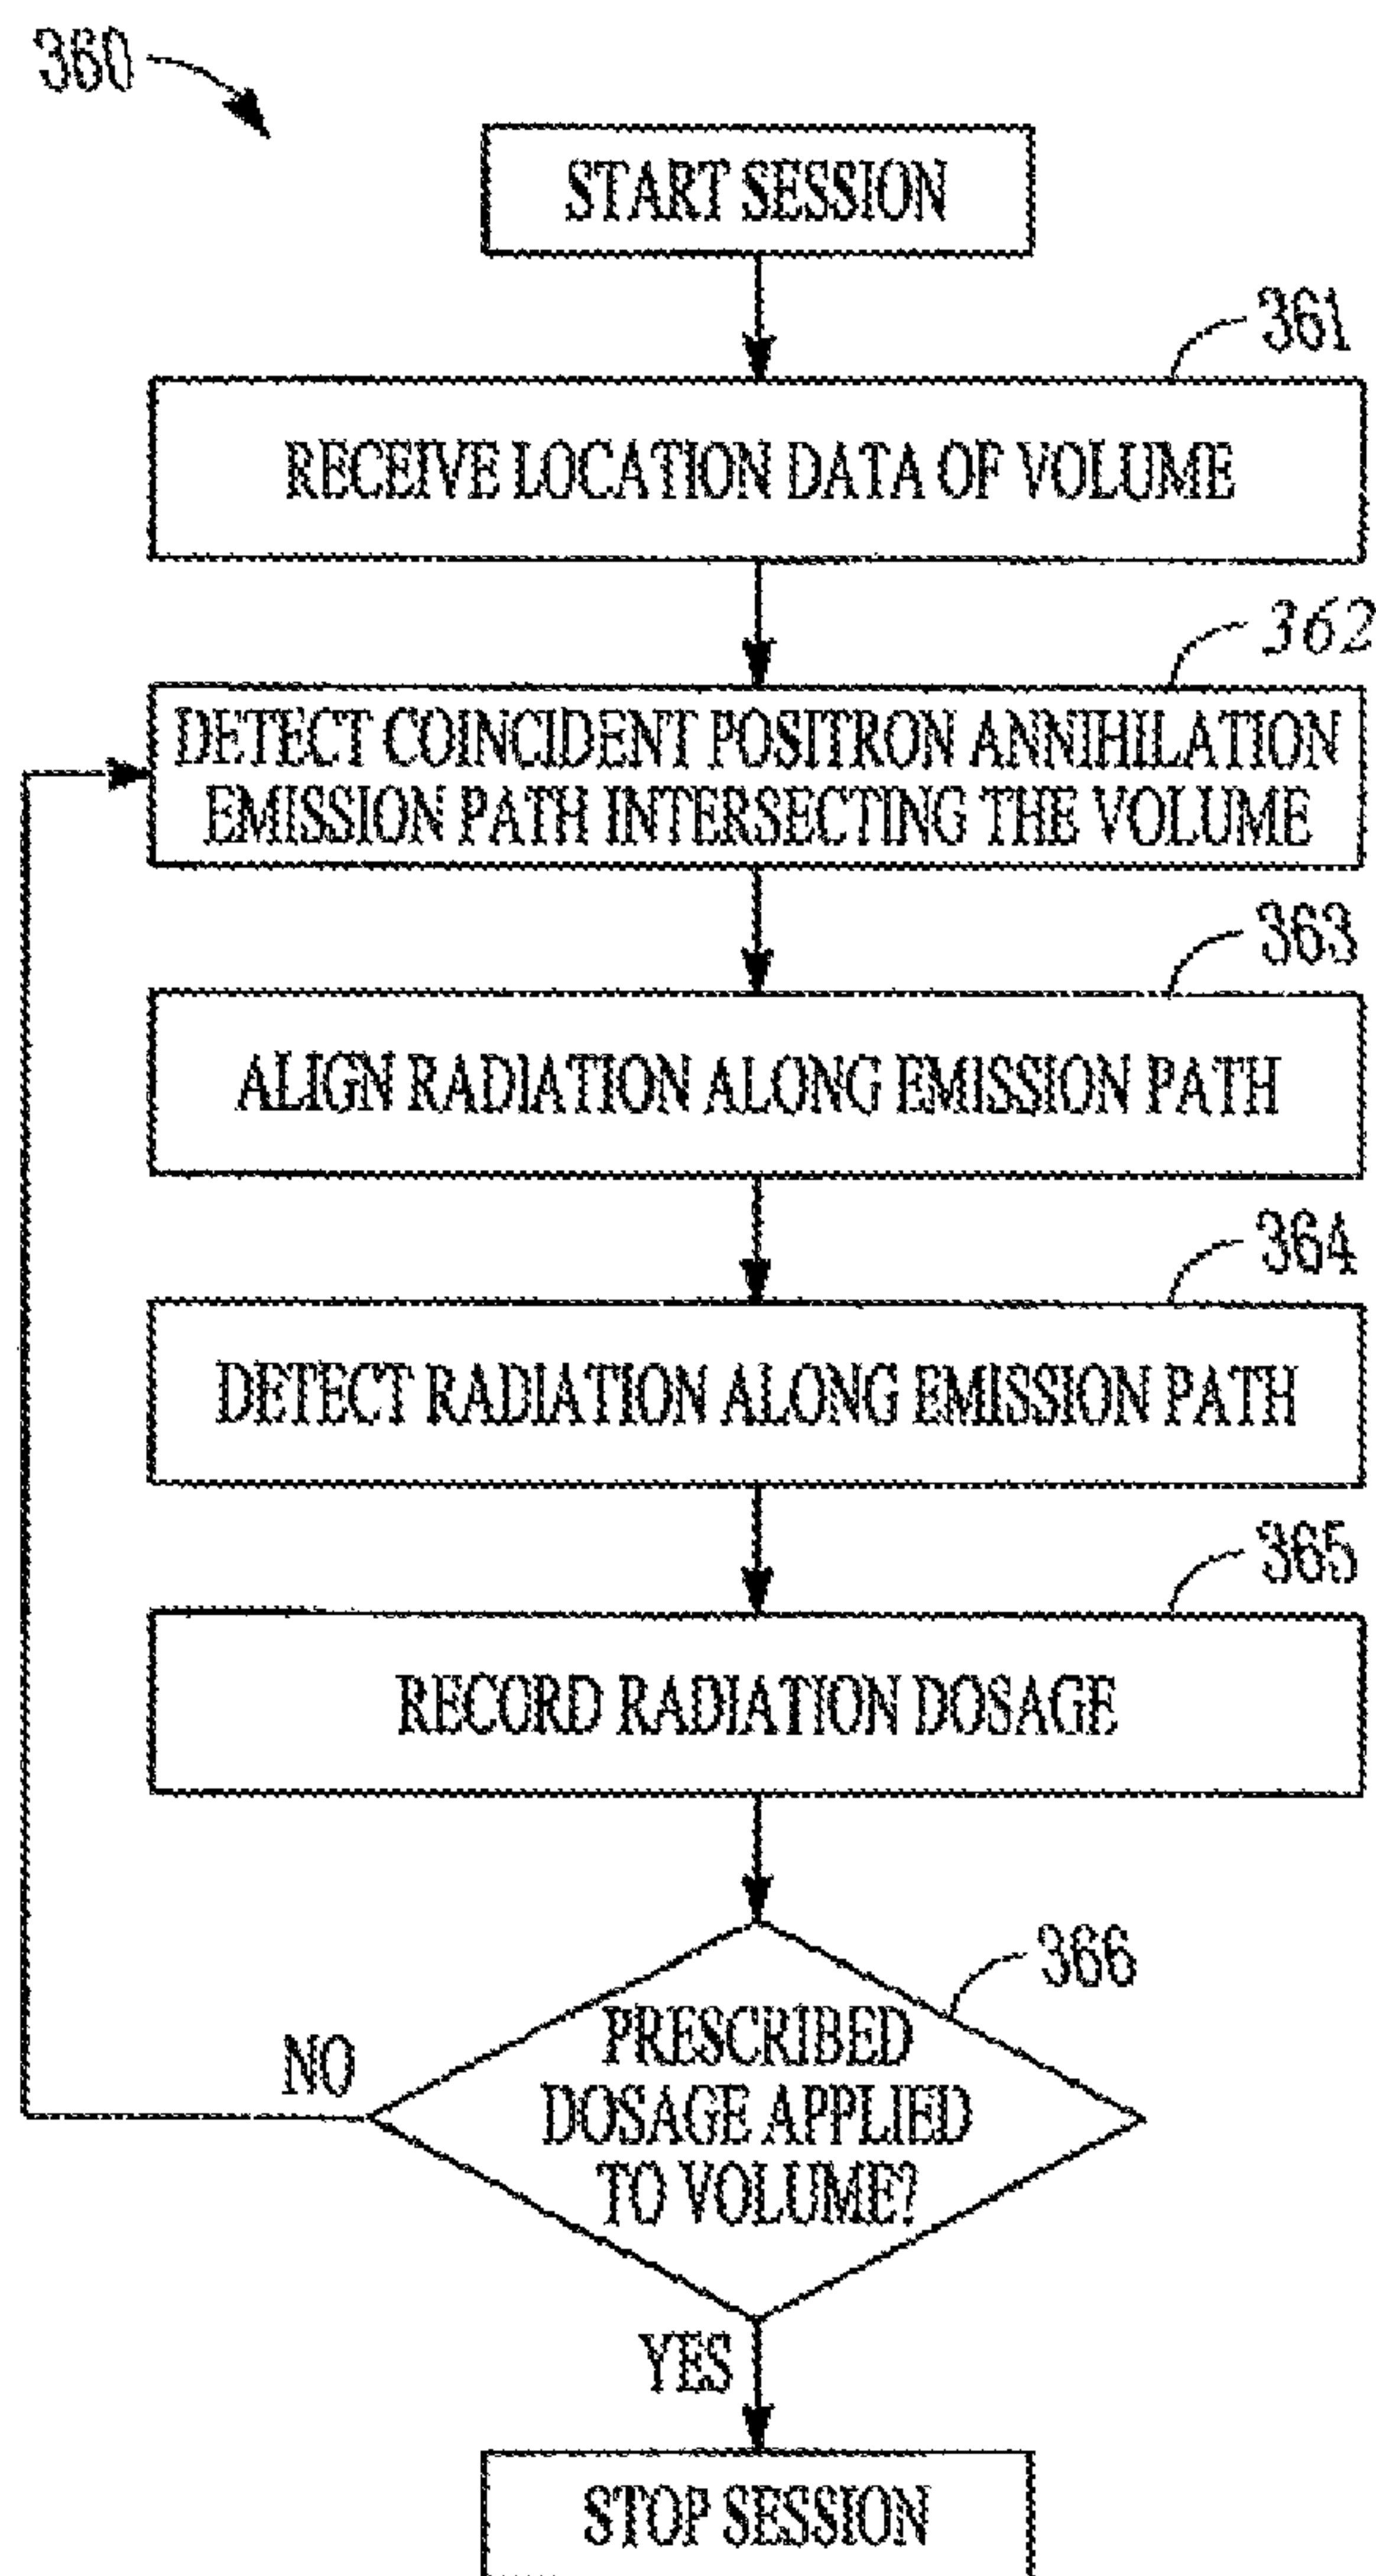 360
START SESSION
361
RECEIVE LOCATION DATA OF VOLUME
362
DETECT COINCIDENT POSITRON ANNIHILATION
EMISSION PATH INTERSECTING THE VOLUME
363
ALIGN RADIATION ALONG EMISSION PATH
364
DETECT RADIATION ALONG EMISSION PATH
365
RECORD RADIATION DOSAGE
366
PRESCRIBED
DOSAGE APPLIED
TO VOLUME?
NO
YES
STOP SESSION